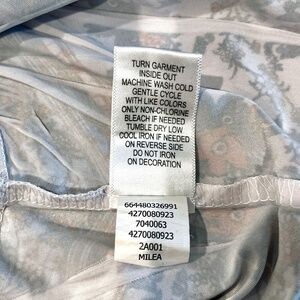 TURN GARMENT
INSIDE OUT
MACHINE WASH COLD
GENTLE CYCLE
WITH LIKE COLORS
ONLY NON-CHLORINE
BLEACH IF NEEDED
TUMBLE DRY LOW
COOL IRON IF NEEDED
ON REVERSE SIDE
DO NOT IRON
ON DECORATION
664480326991
4270080923
7040063
4270080923
2A001
MILEA